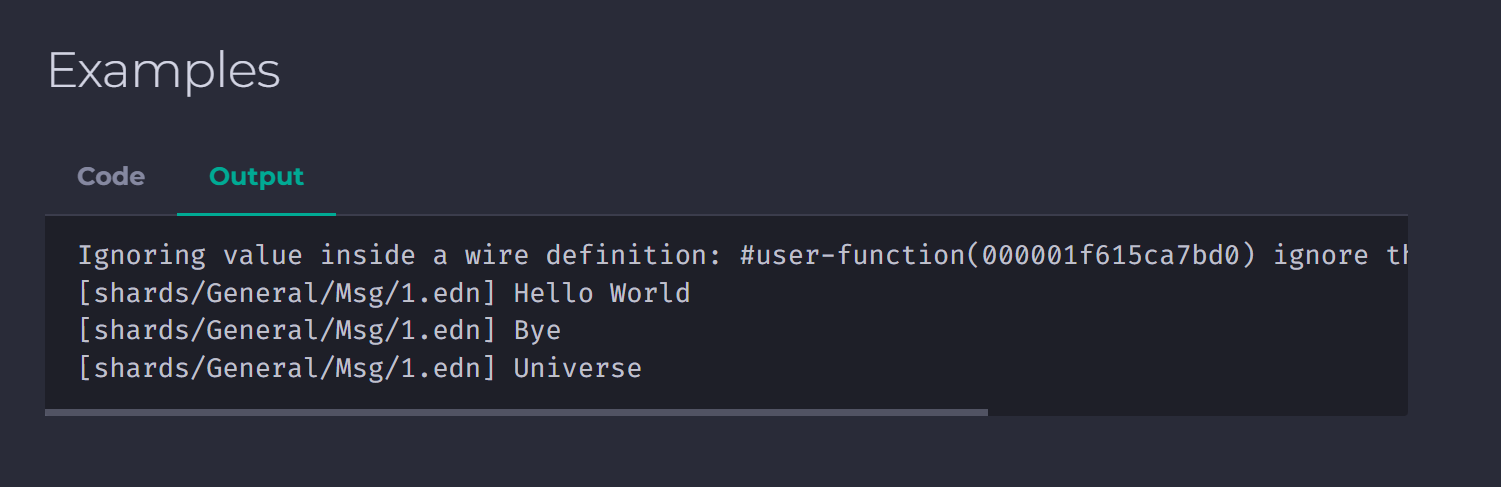 Examples
Code Output
Ignoring value inside a wire definition: #user-function(000001f615ca7bd0) ignore
[shards/General/Msg/1.edn] Hello World
[shards/General/Msg/1.edn] Bye
[shards/General/Msg/1.edn] Universe